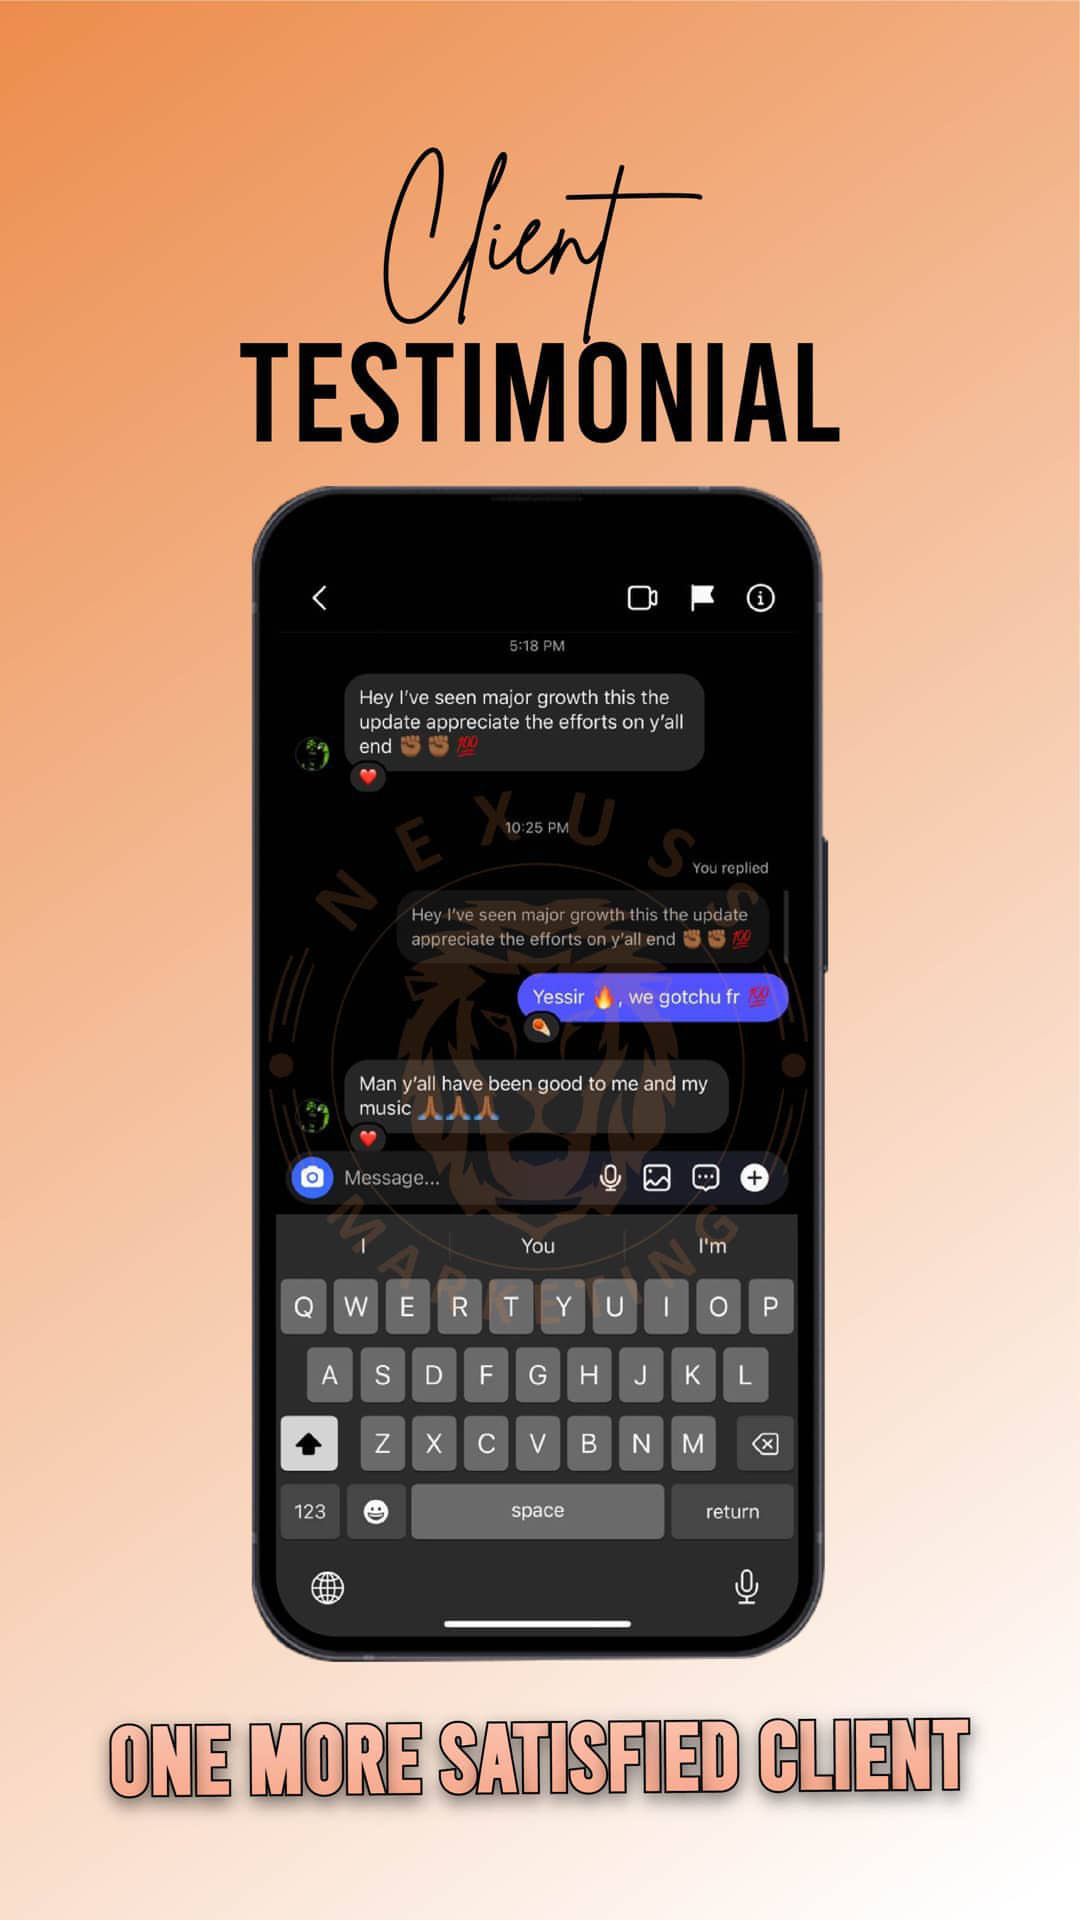 Client
TESTIMONIAL
5:18 PM
Hey I've seen major growth this the
update appreciate the efforts on y'all
end ✊🏾 ✊🏾 💯
❤️
10:25 PM
You replied
Hey I've seen major growth this the update
appreciate the efforts on y'all end ✊🏾 ✊🏾 💯
Yessir 🔥, we gotchu fr 💯
Man y'all have been good to me and my
music 🙏🏾🙏🏾🙏🏾
❤️
Message...
NEXUSS
MARKETING
I You I'm
Q W E R T Y U I O P
A S D F G H J K L
Z X C V B N M
123 space return
ONE MORE SATISFIED CLIENT